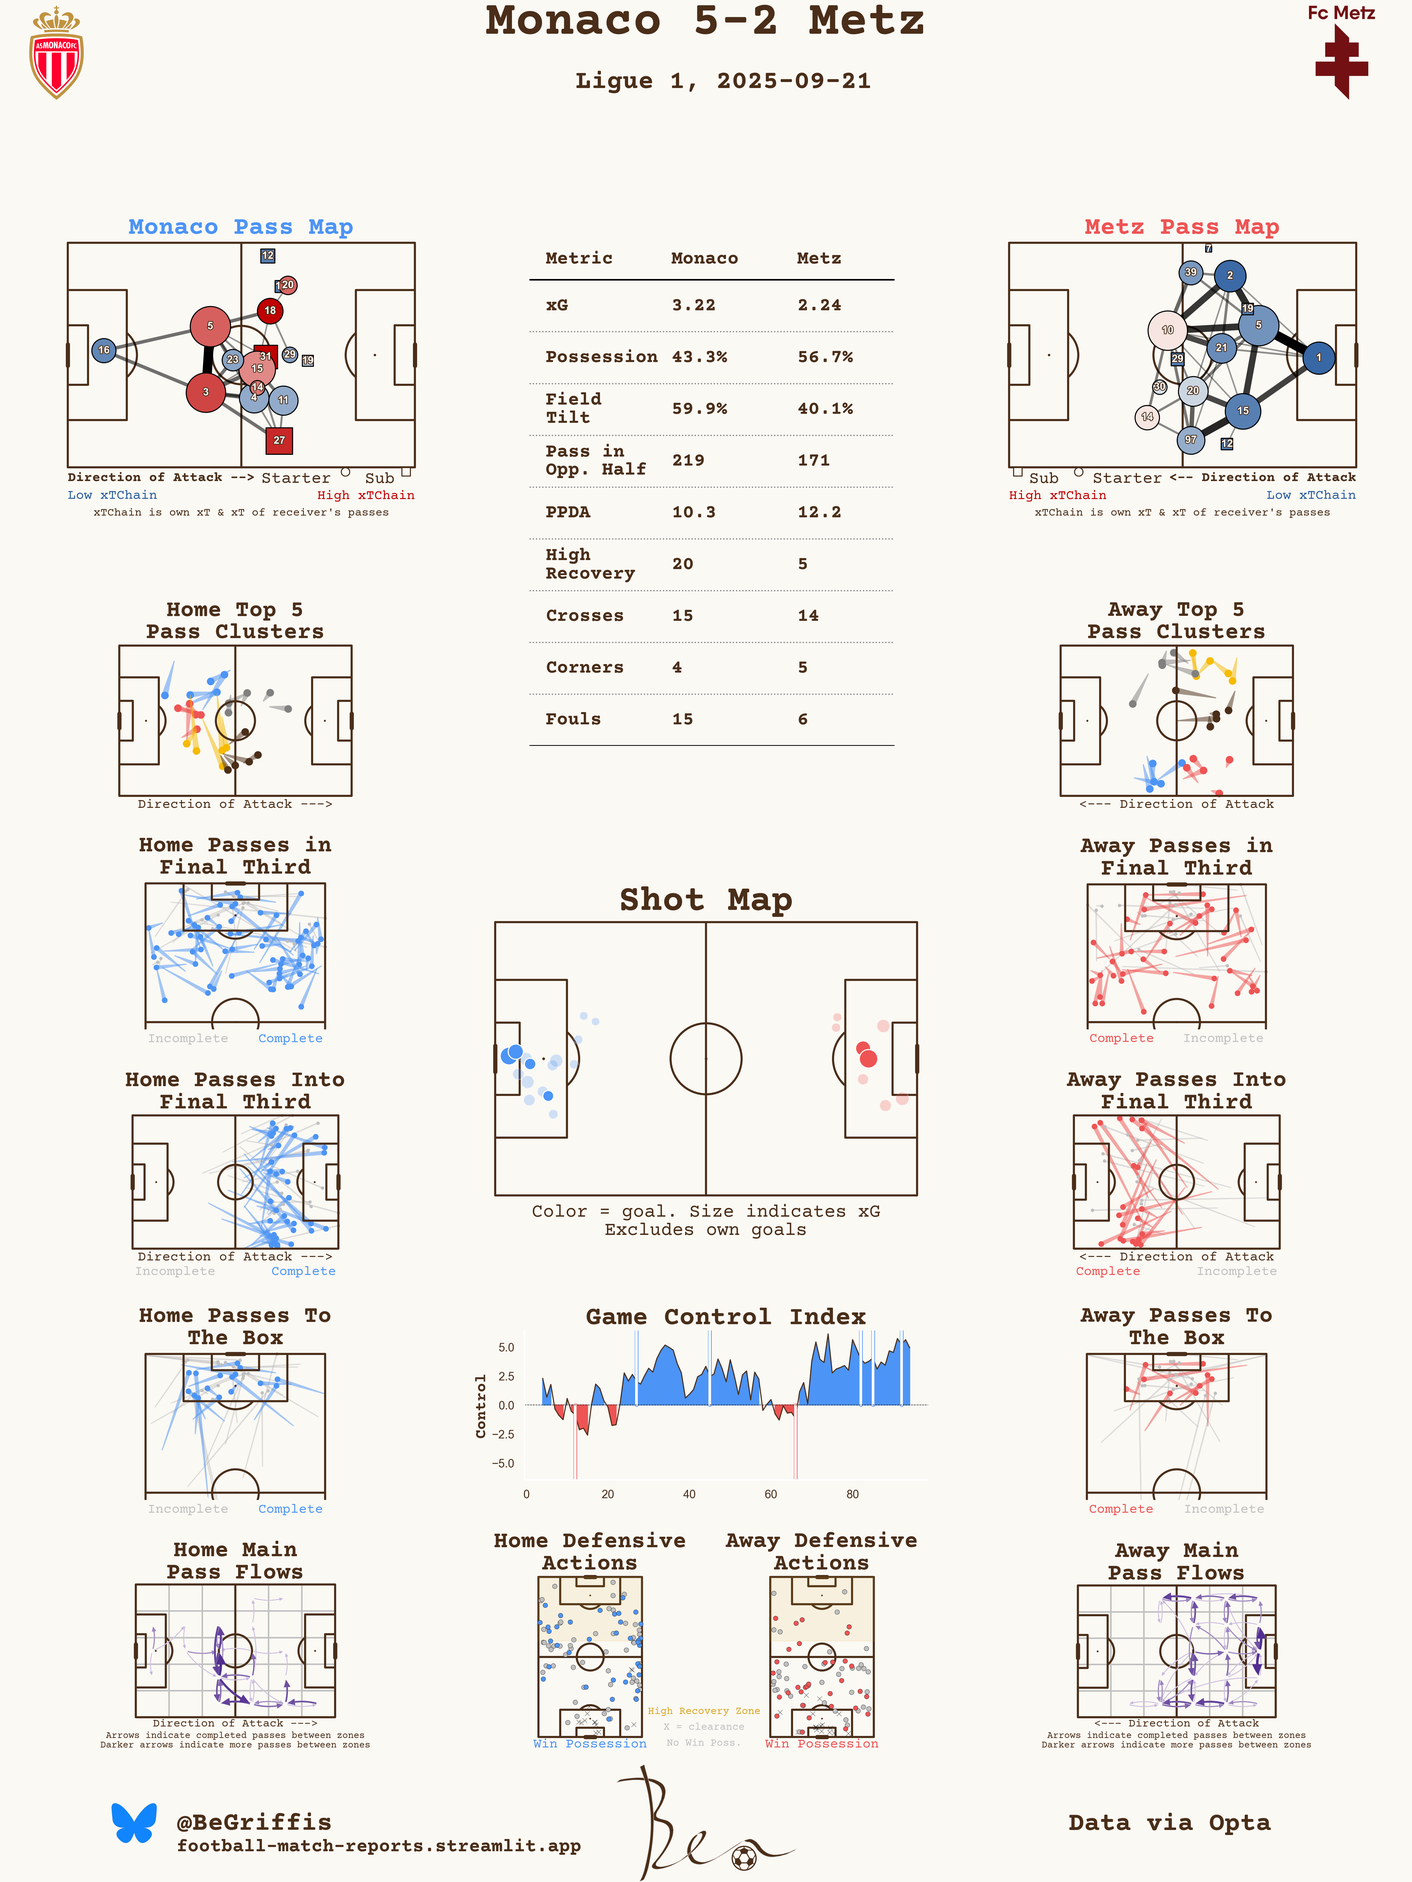 Monaco 5-2 Metz
Ligue 1, 2025-09-21
AS MONACO FC
Fc Metz
Monaco Pass Map
12
20
18
5
16
23
31
29
19
15
14
3
4
11
27
Direction of Attack --> Starter Sub
Low xTChain High xTChain
xTChain is own xT & xT of receiver's passes
Metric Monaco Metz
xG 3.22 2.24
Possession 43.3% 56.7%
Field
Tilt 59.9% 40.1%
Pass in
Opp. Half 219 171
PPDA 10.3 12.2
High
Recovery 20 5
Crosses 15 14
Corners 4 5
Fouls 15 6
Metz Pass Map
7
39
2
19
10
5
21
29
1
30
20
14
15
97
12
Sub Starter <-- Direction of Attack
High xTChain Low xTChain
xTChain is own xT & xT of receiver's passes
Home Top 5
Pass Clusters
Direction of Attack --->
Away Top 5
Pass Clusters
<--- Direction of Attack
Home Passes in
Final Third
Incomplete Complete
Away Passes in
Final Third
Complete Incomplete
Shot Map
Color = goal. Size indicates xG
Excludes own goals
Home Passes Into
Final Third
Direction of Attack --->
Incomplete Complete
Away Passes Into
Final Third
<--- Direction of Attack
Complete Incomplete
Game Control Index
Control
5.0
2.5
0.0
−2.5
−5.0
0 20 40 60 80
Home Passes To
The Box
Incomplete Complete
Away Passes To
The Box
Complete Incomplete
Home Main
Pass Flows
Direction of Attack --->
Arrows indicate completed passes between zones
Darker arrows indicate more passes between zones
Home Defensive
Actions
Win Possession
High Recovery Zone
X = clearance
No Win Poss.
Away Defensive
Actions
Win Possession
Away Main
Pass Flows
<--- Direction of Attack
Arrows indicate completed passes between zones
Darker arrows indicate more passes between zones
@BeGriffis
football-match-reports.streamlit.app
Ben
Data via Opta